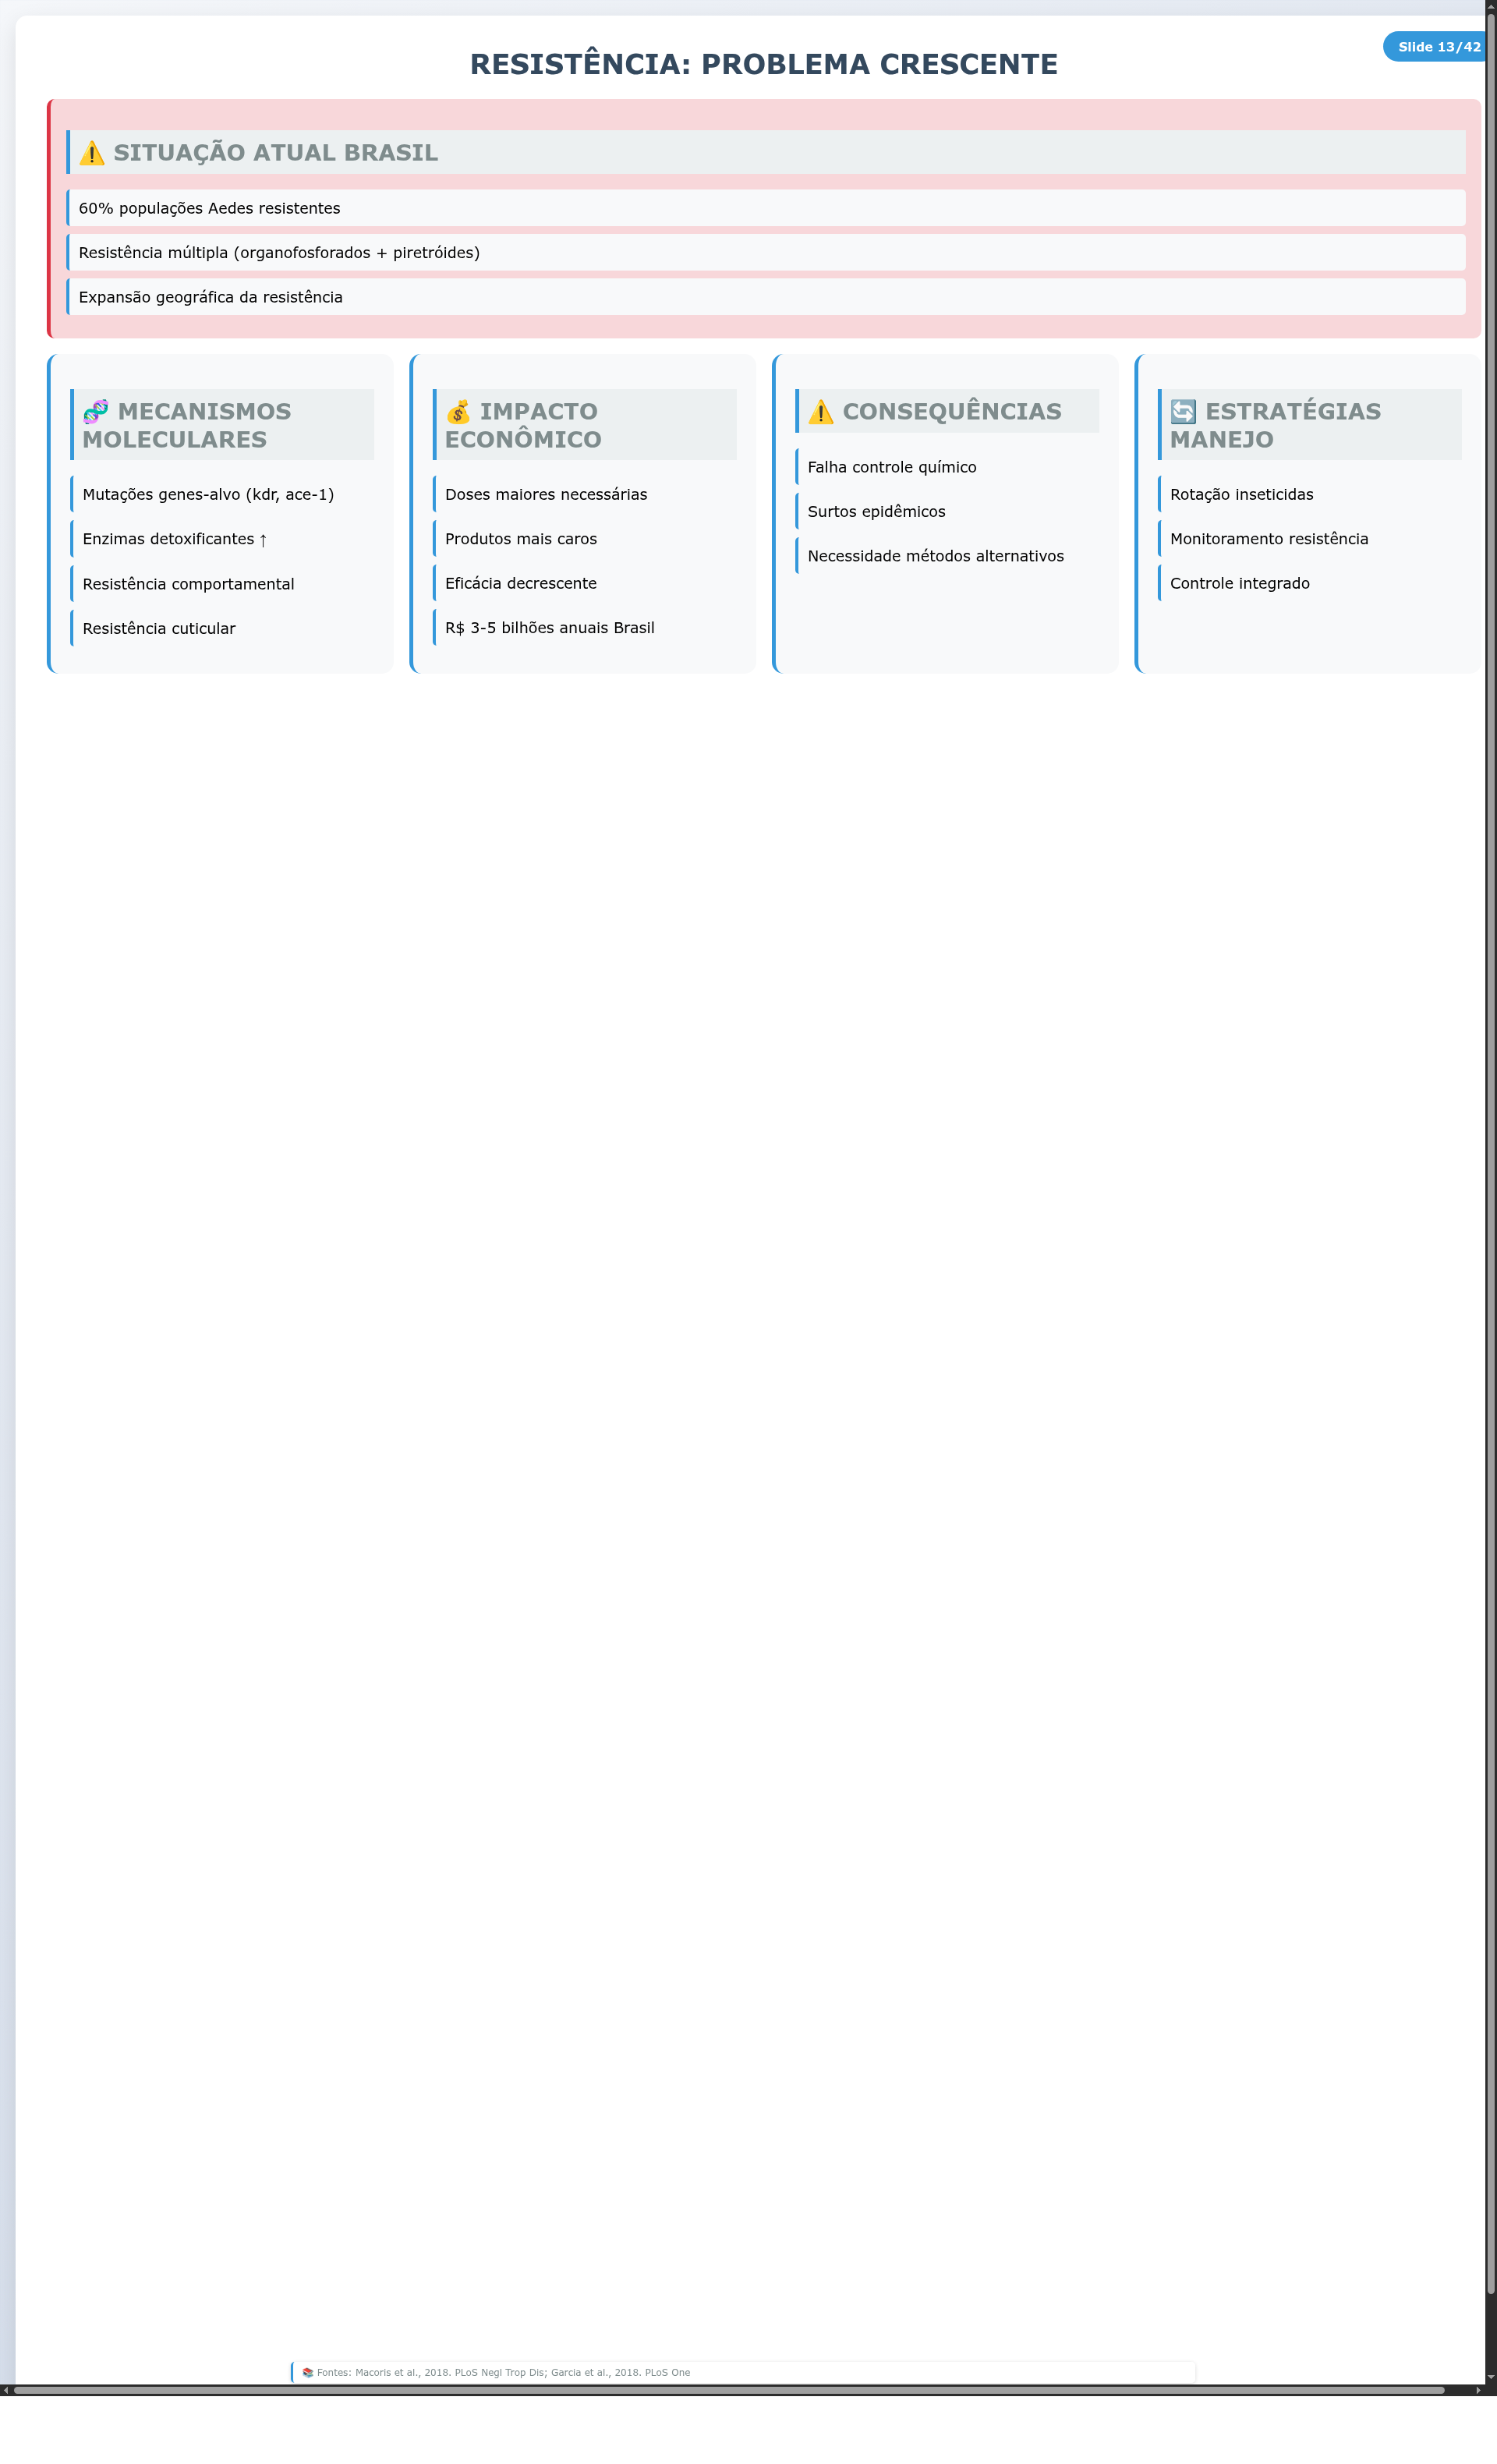 Slide 13/42
RESISTÊNCIA: PROBLEMA CRESCENTE
⚠️ SITUAÇÃO ATUAL BRASIL
60% populações Aedes resistentes
Resistência múltipla (organofosforados + piretróides)
Expansão geográfica da resistência
🧬 MECANISMOS
MOLECULARES
Mutações genes-alvo (kdr, ace-1)
Enzimas detoxificantes ↑
Resistência comportamental
Resistência cuticular
💰 IMPACTO
ECONÔMICO
Doses maiores necessárias
Produtos mais caros
Eficácia decrescente
R$ 3-5 bilhões anuais Brasil
⚠️ CONSEQUÊNCIAS
Falha controle químico
Surtos epidêmicos
Necessidade métodos alternativos
🔄 ESTRATÉGIAS
MANEJO
Rotação inseticidas
Monitoramento resistência
Controle integrado
📚 Fontes: Macoris et al., 2018. PLoS Negl Trop Dis; Garcia et al., 2018. PLoS One